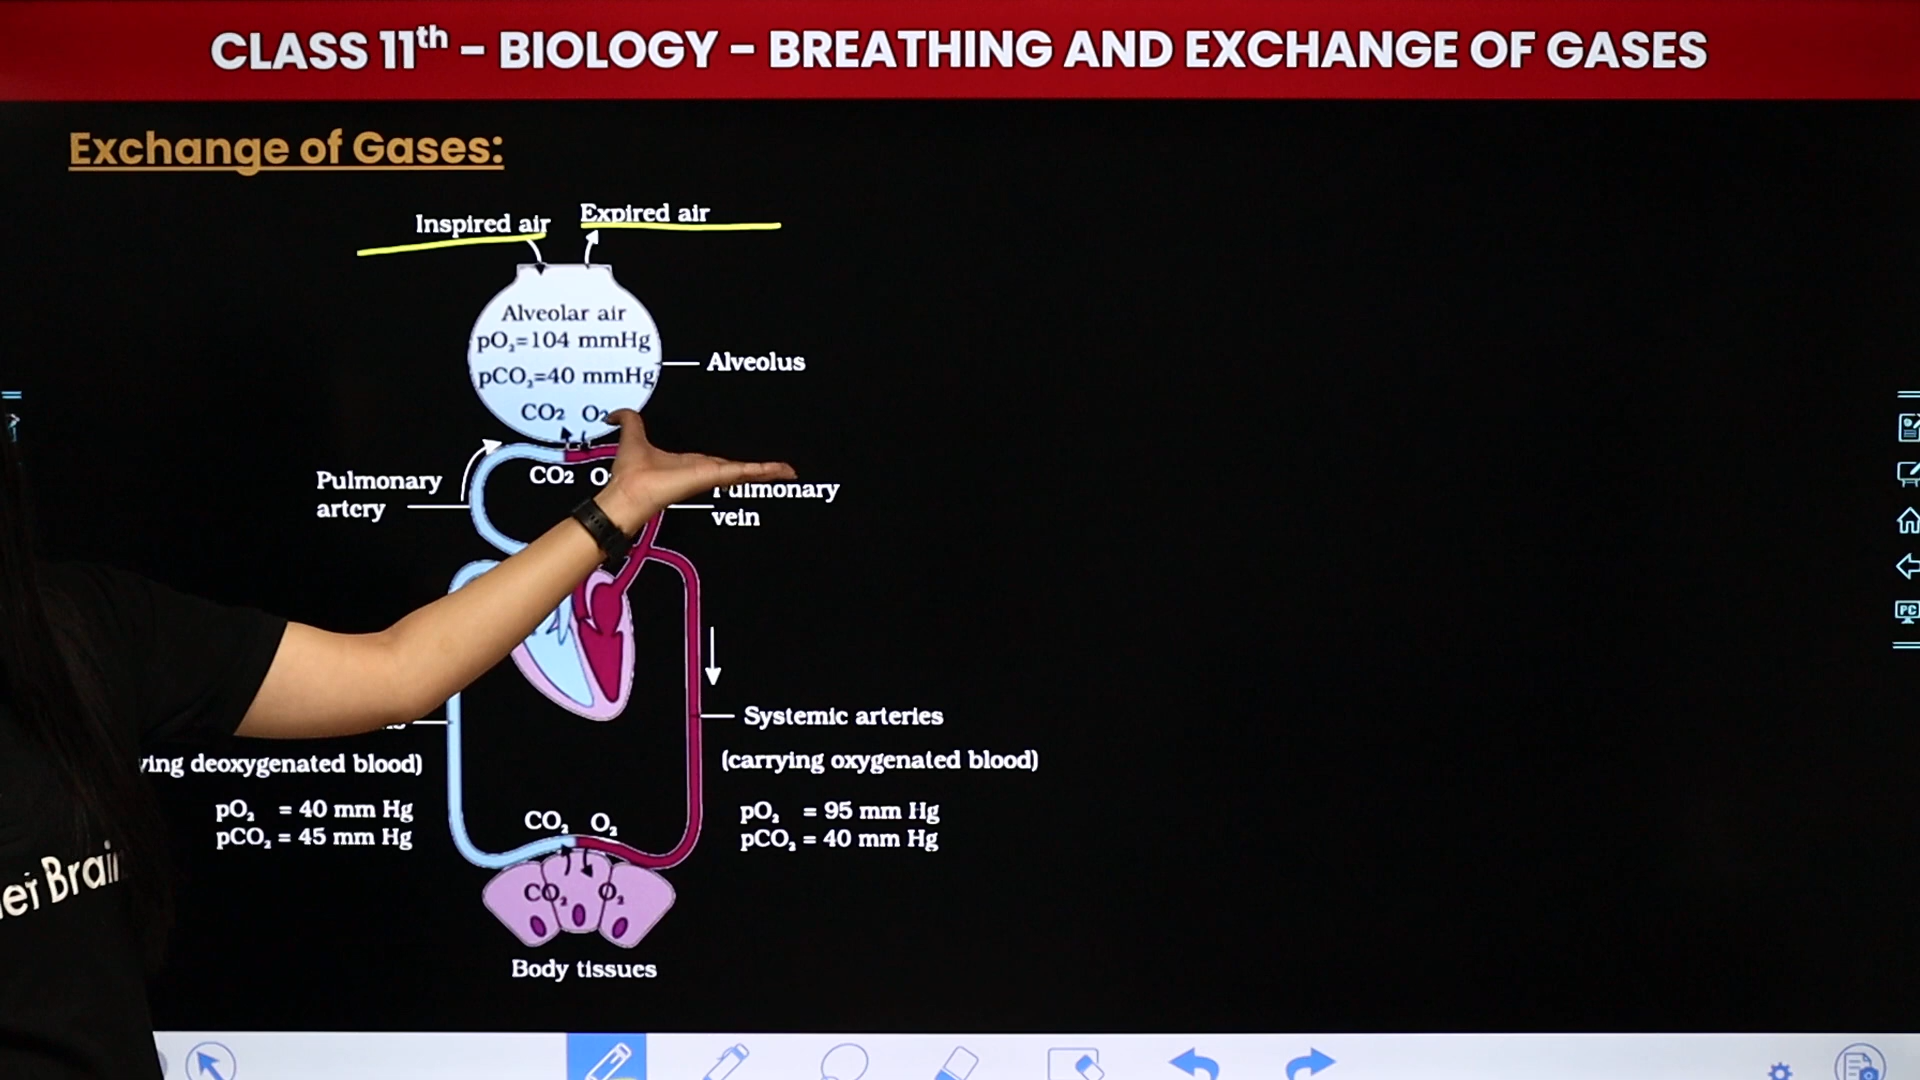 CLASS 11th - BIOLOGY - BREATHING AND EXCHANGE OF GASES
Exchange of Gases:
Inspired air
Expired air
Alveolar air
pO₂=104 mmHg
pCO₂=40 mmHg
CO2 O2
Alveolus
CO2
Pulmonary
artery
Pulmonary
vein
Systemic arteries
deoxygenated blood)
(carrying oxygenated blood)
pO₂ = 40 mm Hg
pCO₂ = 45 mm Hg
pO₂ = 95 mm Hg
pCO₂ = 40 mm Hg
CO₂ O₂
CO₂ O₂
Body tissues
PC